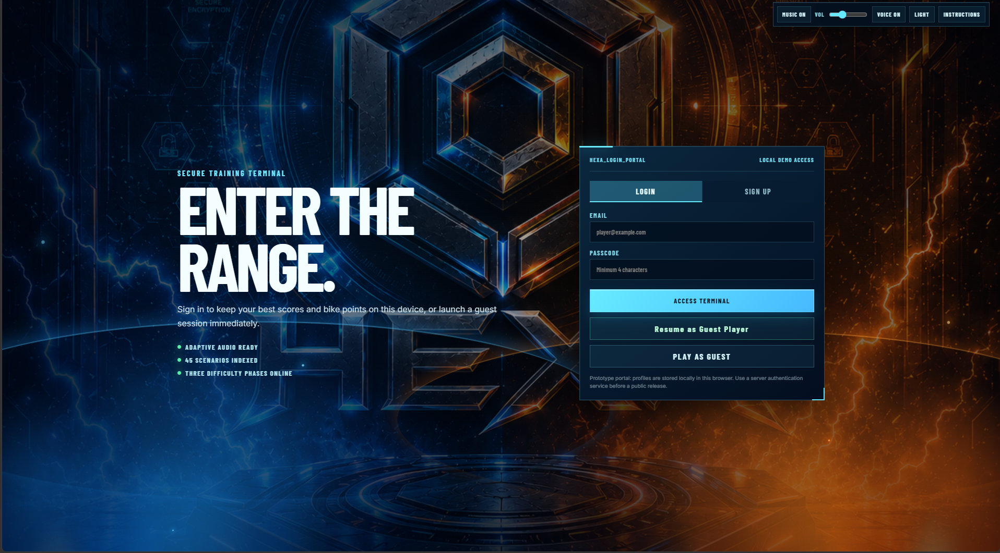 SECURE
ENCRYPTION
MUSIC ON
VOL
VOICE ON
LIGHT
INSTRUCTIONS
SECURE TRAINING TERMINAL
ENTER THE
RANGE.
Sign in to keep your best scores and bike points on this device, or launch a guest
session immediately.
ADAPTIVE AUDIO READY
45 SCENARIOS INDEXED
THREE DIFFICULTY PHASES ONLINE
HEXA_LOGIN_PORTAL
LOCAL DEMO ACCESS
LOGIN
SIGN UP
EMAIL
player@example.com
PASSCODE
Minimum 4 characters
ACCESS TERMINAL
Resume as Guest Player
PLAY AS GUEST
Prototype portal: profiles are stored locally in this browser. Use a server authentication
service before a public release.
HEX